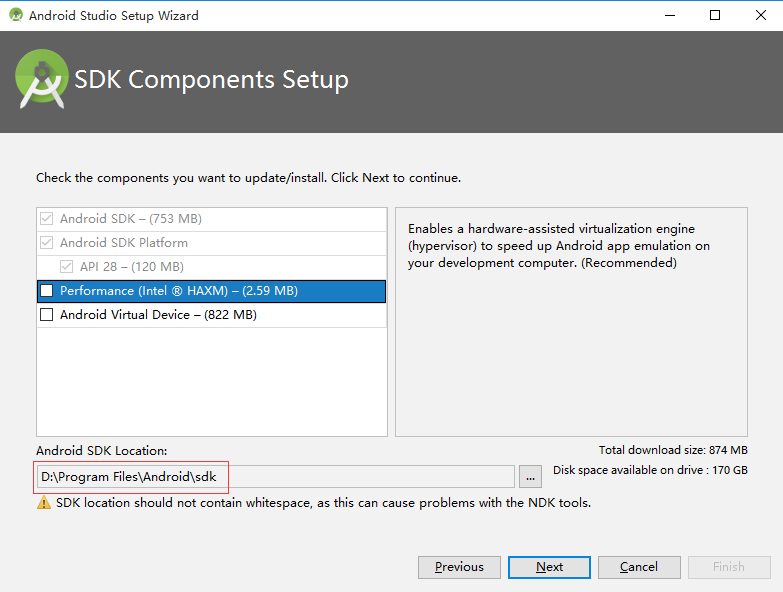 Android Studio Setup Wizard
SDK Components Setup
Check the components you want to update/install. Click Next to continue.
Android SDK – (753 MB)
Android SDK Platform
API 28 – (120 MB)
Performance (Intel ® HAXM) – (2.59 MB)
Android Virtual Device – (822 MB)
Enables a hardware-assisted virtualization engine
(hypervisor) to speed up Android app emulation on
your development computer. (Recommended)
Android SDK Location:
Total download size: 874 MB
D:\Program Files\Android\sdk
...
Disk space available on drive : 170 GB
SDK location should not contain whitespace, as this can cause problems with the NDK tools.
Previous
Next
Cancel
Finish